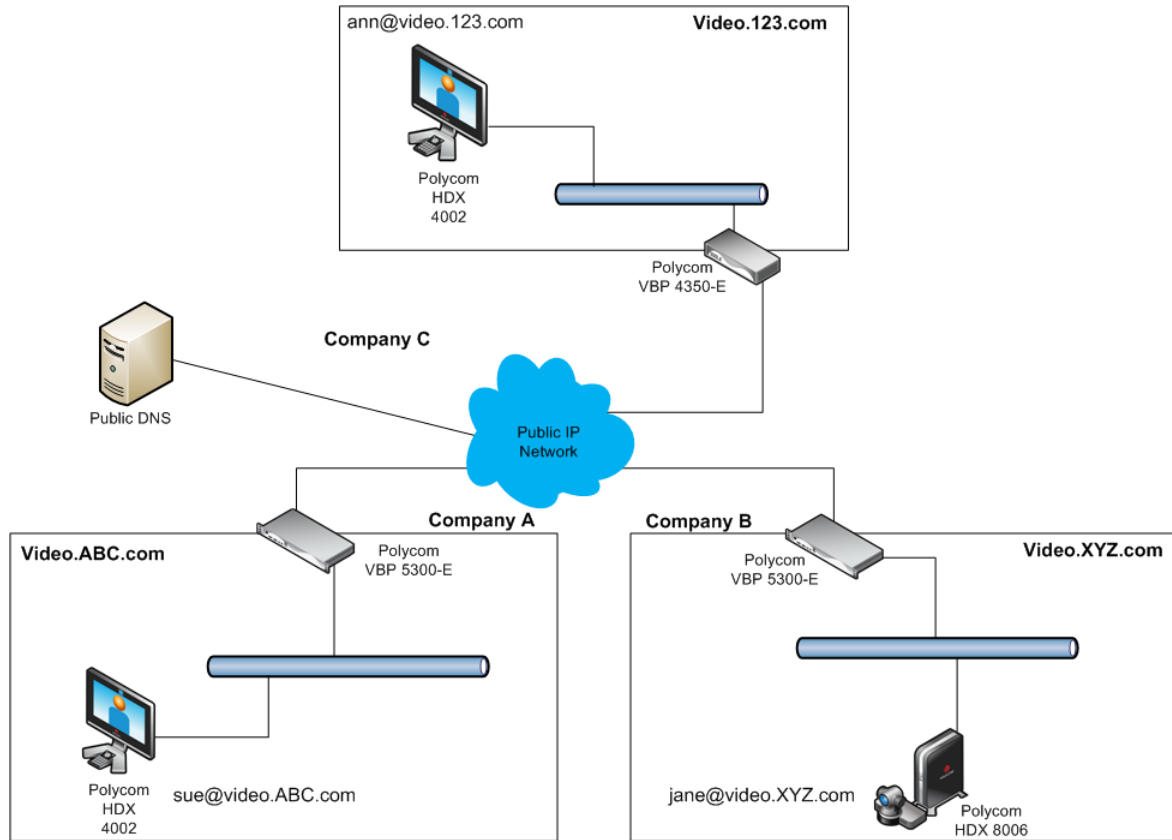 ann@video.123.com
Video.123.com
Polycom
HDX
4002
Polycom
VBP 4350-E
Company C
Public DNS
Public IP
Network
Company A
Company B
Video.ABC.com
Polycom
VBP 5300-E
Polycom
VBP 5300-E
Video.XYZ.com
Polycom
HDX
4002
sue@video.ABC.com
jane@video.XYZ.com
Polycom
HDX 8006